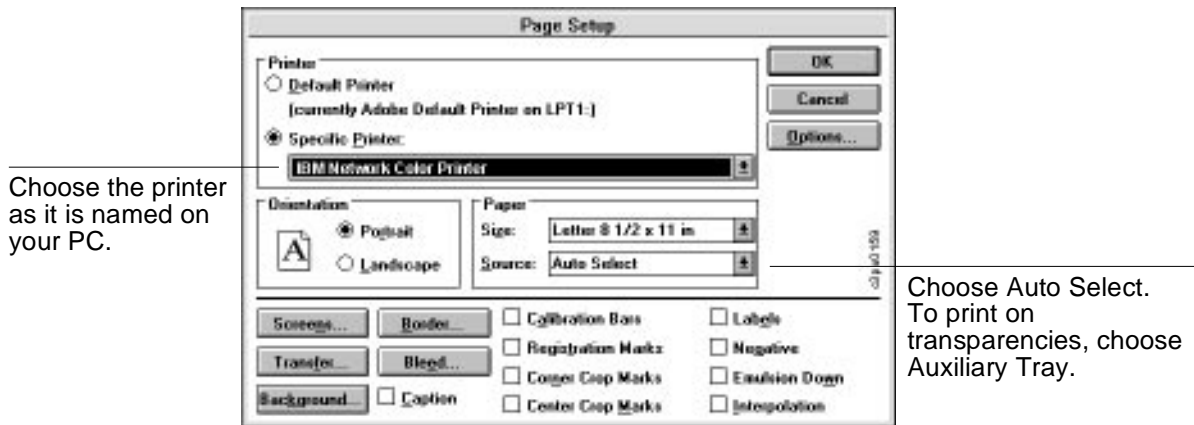 Page Setup
Printer
Default Printer
(currently Adobe Default Printer on LPT1:)
Specific Printer:
IBM Network Color Printer
OK
Cancel
Options...
Choose the printer
as it is named on
your PC.
Orientation
A
Portrait
Landscape
Paper
Size: Letter 8 1/2 x 11 in
Source: Auto Select
Choose Auto Select.
To print on
transparencies, choose
Auxiliary Tray.
Screens... Border... Calibration Bars Labels
Registration Marks Negative
Transfer... Bleed...
Corner Crop Marks Emulsion Down
Background... Caption
Center Crop Marks Interpolation